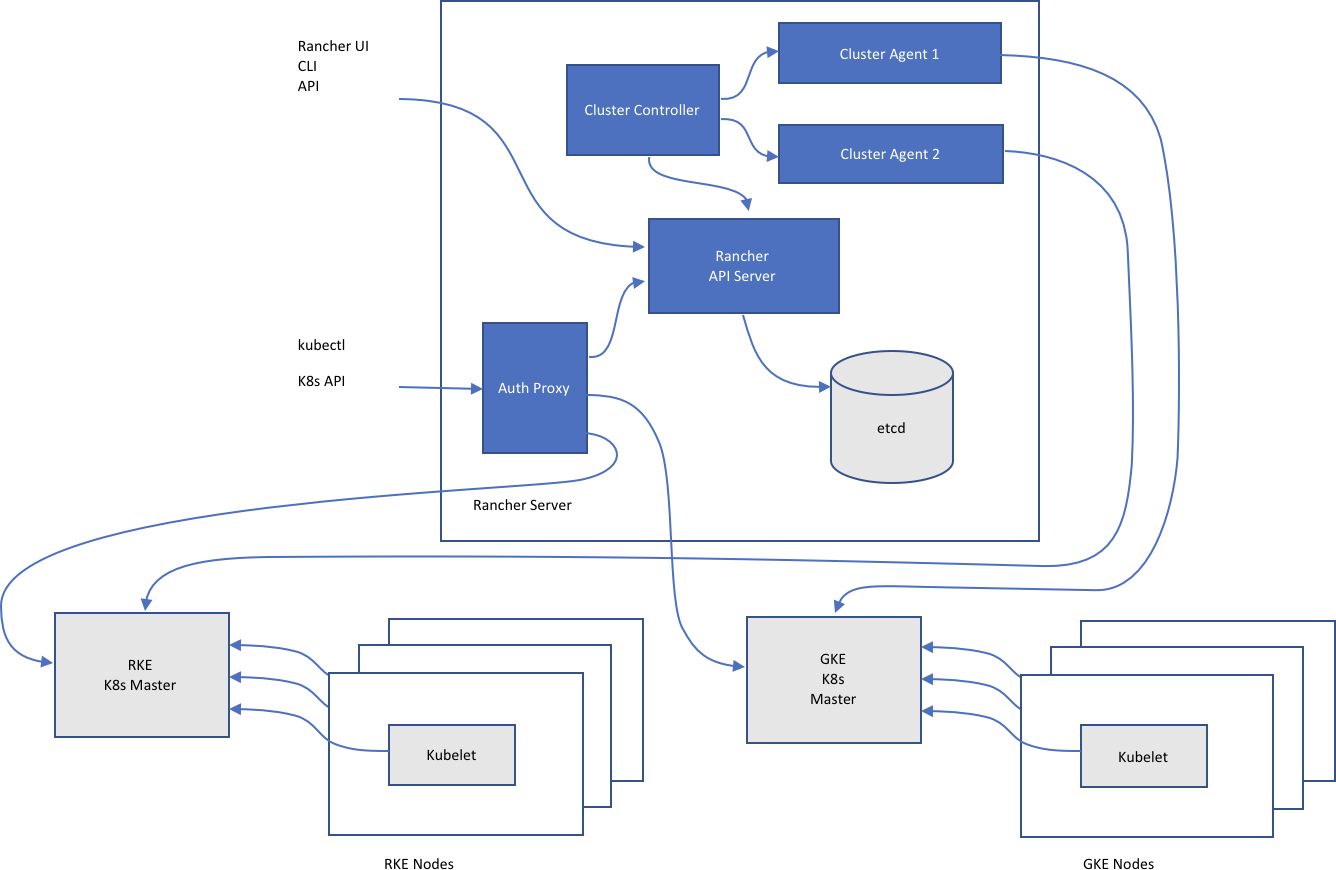 Rancher UI
CLI
API
Cluster Controller
Cluster Agent 1
Cluster Agent 2
Rancher
API Server
kubectl
K8s API
Auth Proxy
etcd
Rancher Server
RKE
K8s Master
Kubelet
RKE Nodes
GKE
K8s
Master
Kubelet
GKE Nodes